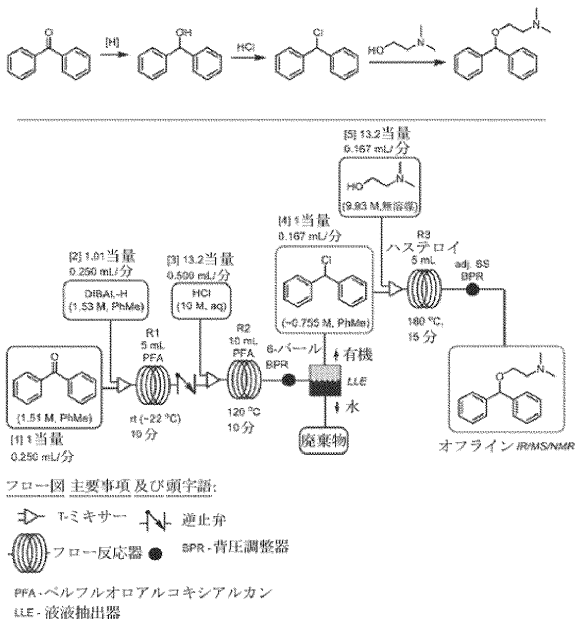 O
[H]
OH
HCl
Cl
HO
N
O
N
[5] 13.2当量
0.167 mL/分
HO
N
(9.93 M,無溶媒)
[4] 1当量
0.167 mL/分
Cl
(~0.755 M, PhMe)
R3
ハステロイ
5 mL
180 °C,
15分
adj. SS
BPR
[2] 1.01当量
0.250 mL/分
DIBAL-H
(1.53 M, PhMe)
[3] 13.2当量
0.500 mL/分
HCl
(10 M, aq)
R1
5 mL
PFA
rt (~22 °C)
10分
R2
10 mL
PFA
120 °C
10分
6-バール
BPR
有機
LLE
水
廃棄物
O
(1.51 M, PhMe)
[1] 1当量
0.250 mL/分
O
N
オフライン IR/MS/NMR
フロー図 主要事項 及び 頭字語:
T-ミキサー
逆止弁
フロー反応器
BPR - 背圧調整器
PFA - ペルフルオロアルコキシアルカン
LLE - 液液抽出器